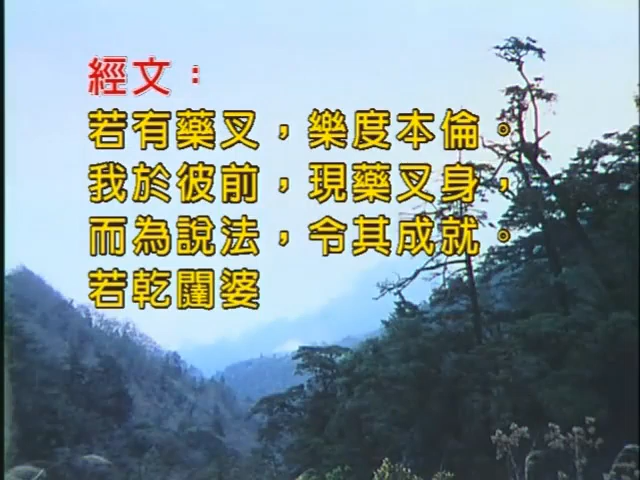 經文：
若有藥叉，樂度本倫。
我於彼前，現藥叉身，
而為說法，令其成就。
若乾闥婆